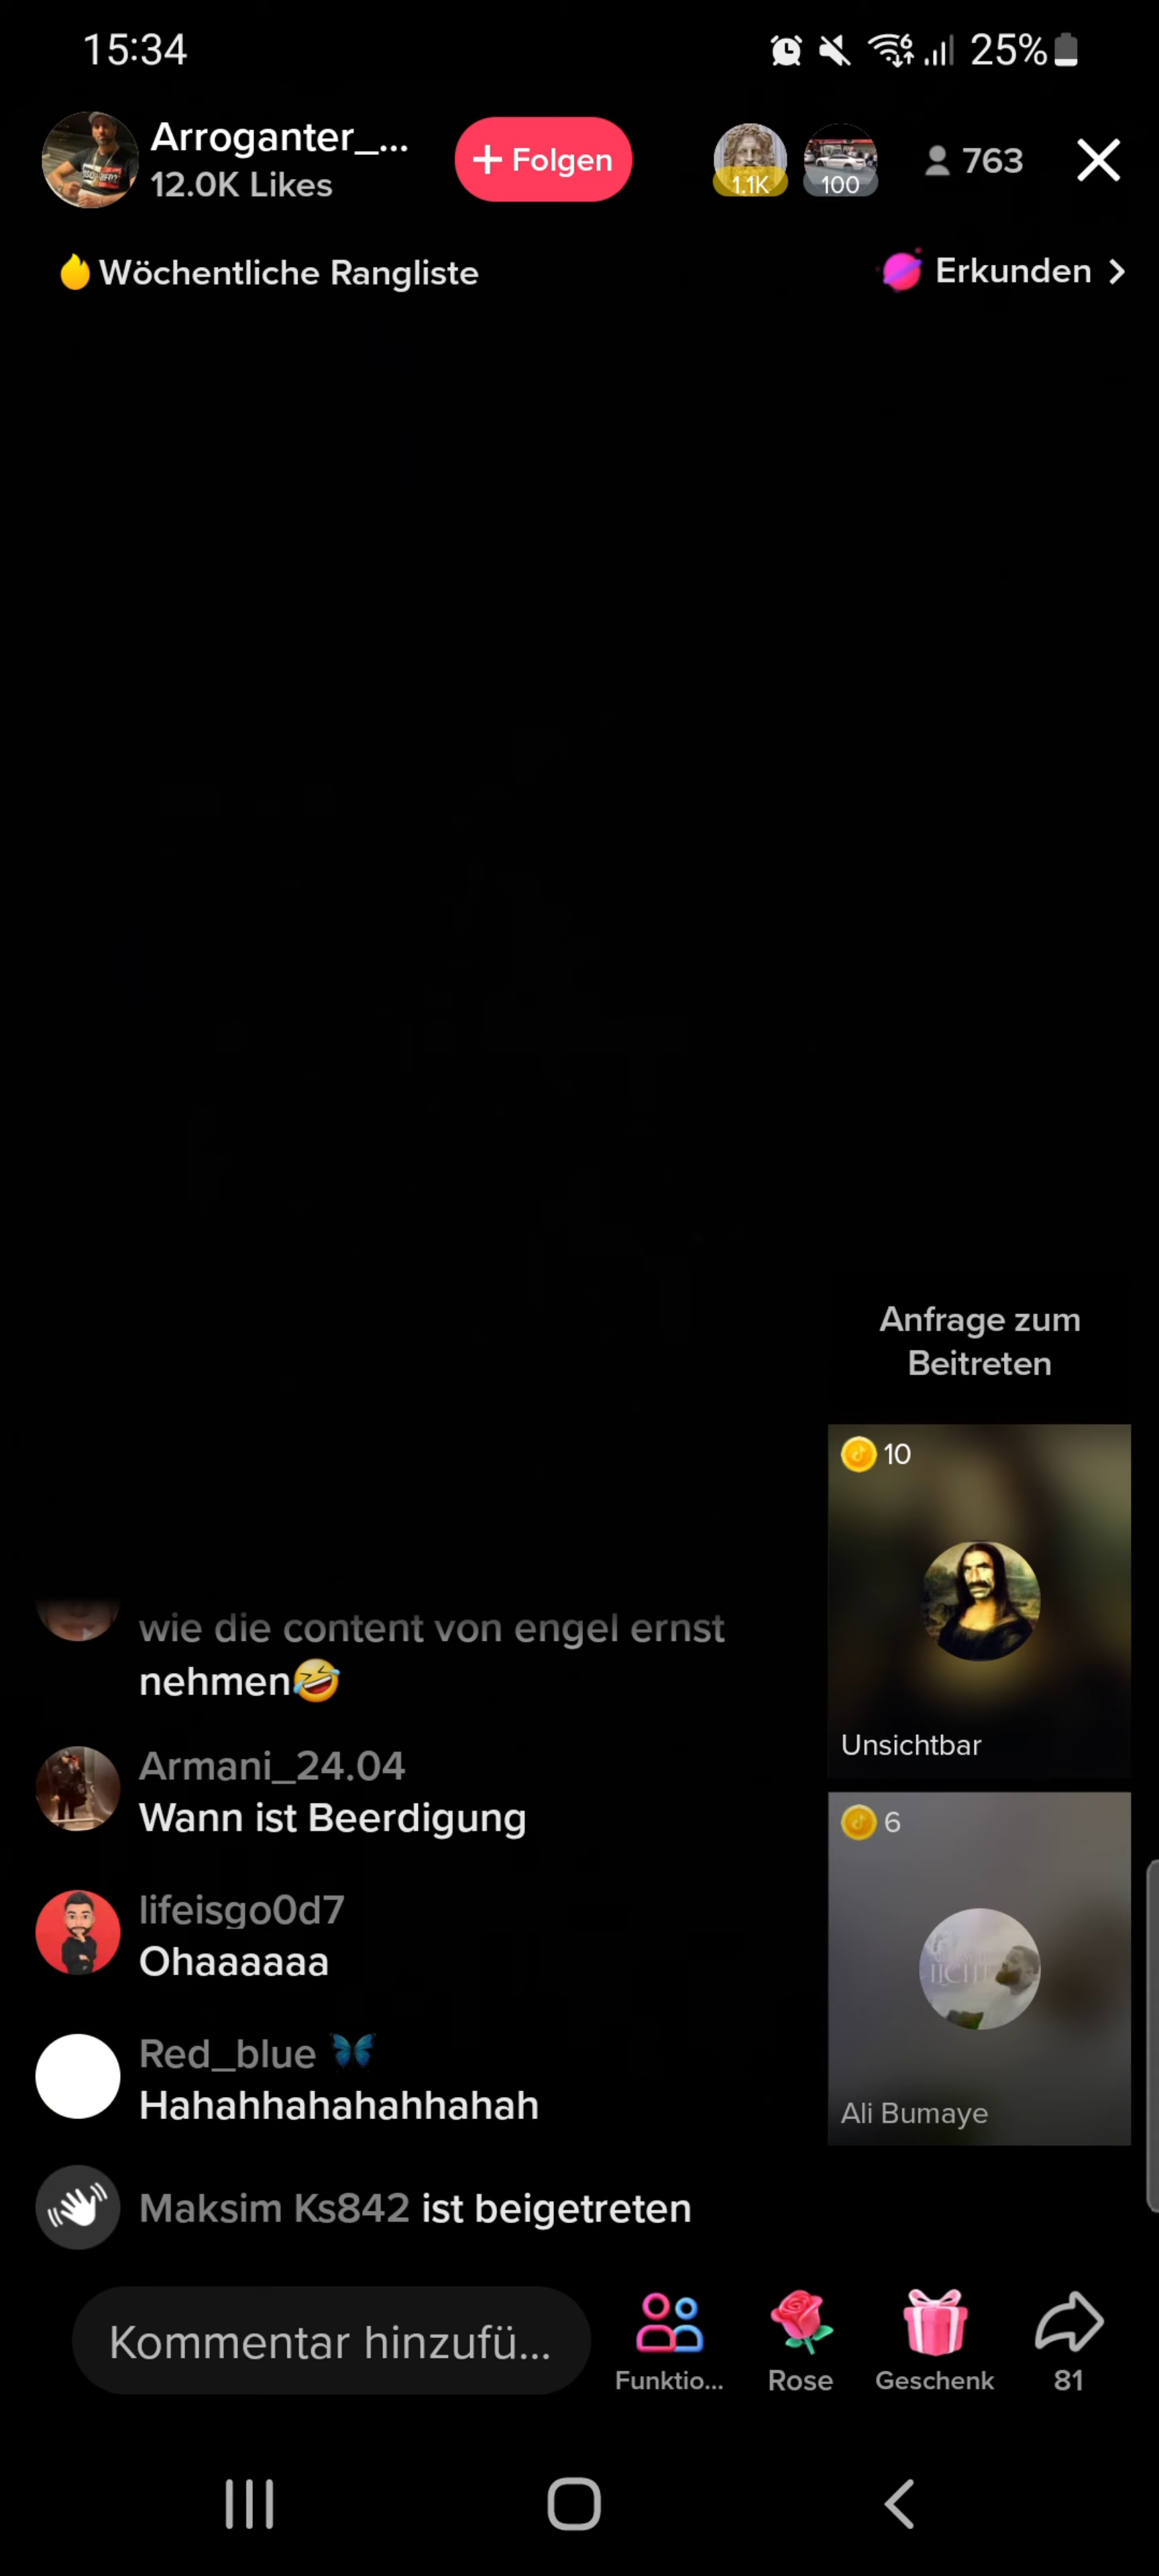 15:34
25%
Arroganter_...
12.0K Likes
+ Folgen
1.1K
100
763
Wöchentliche Rangliste
Erkunden
Anfrage zum
Beitreten
10
Unsichtbar
6
Ali Bumaye
wie die content von engel ernst
nehmen🤣
Armani_24.04
Wann ist Beerdigung
lifeisgo0d7
Ohaaaaaa
Red_blue 🦋
Hahahhahahahhahah
Maksim Ks842 ist beigetreten
Kommentar hinzufü...
Funktio...
Rose
Geschenk
81